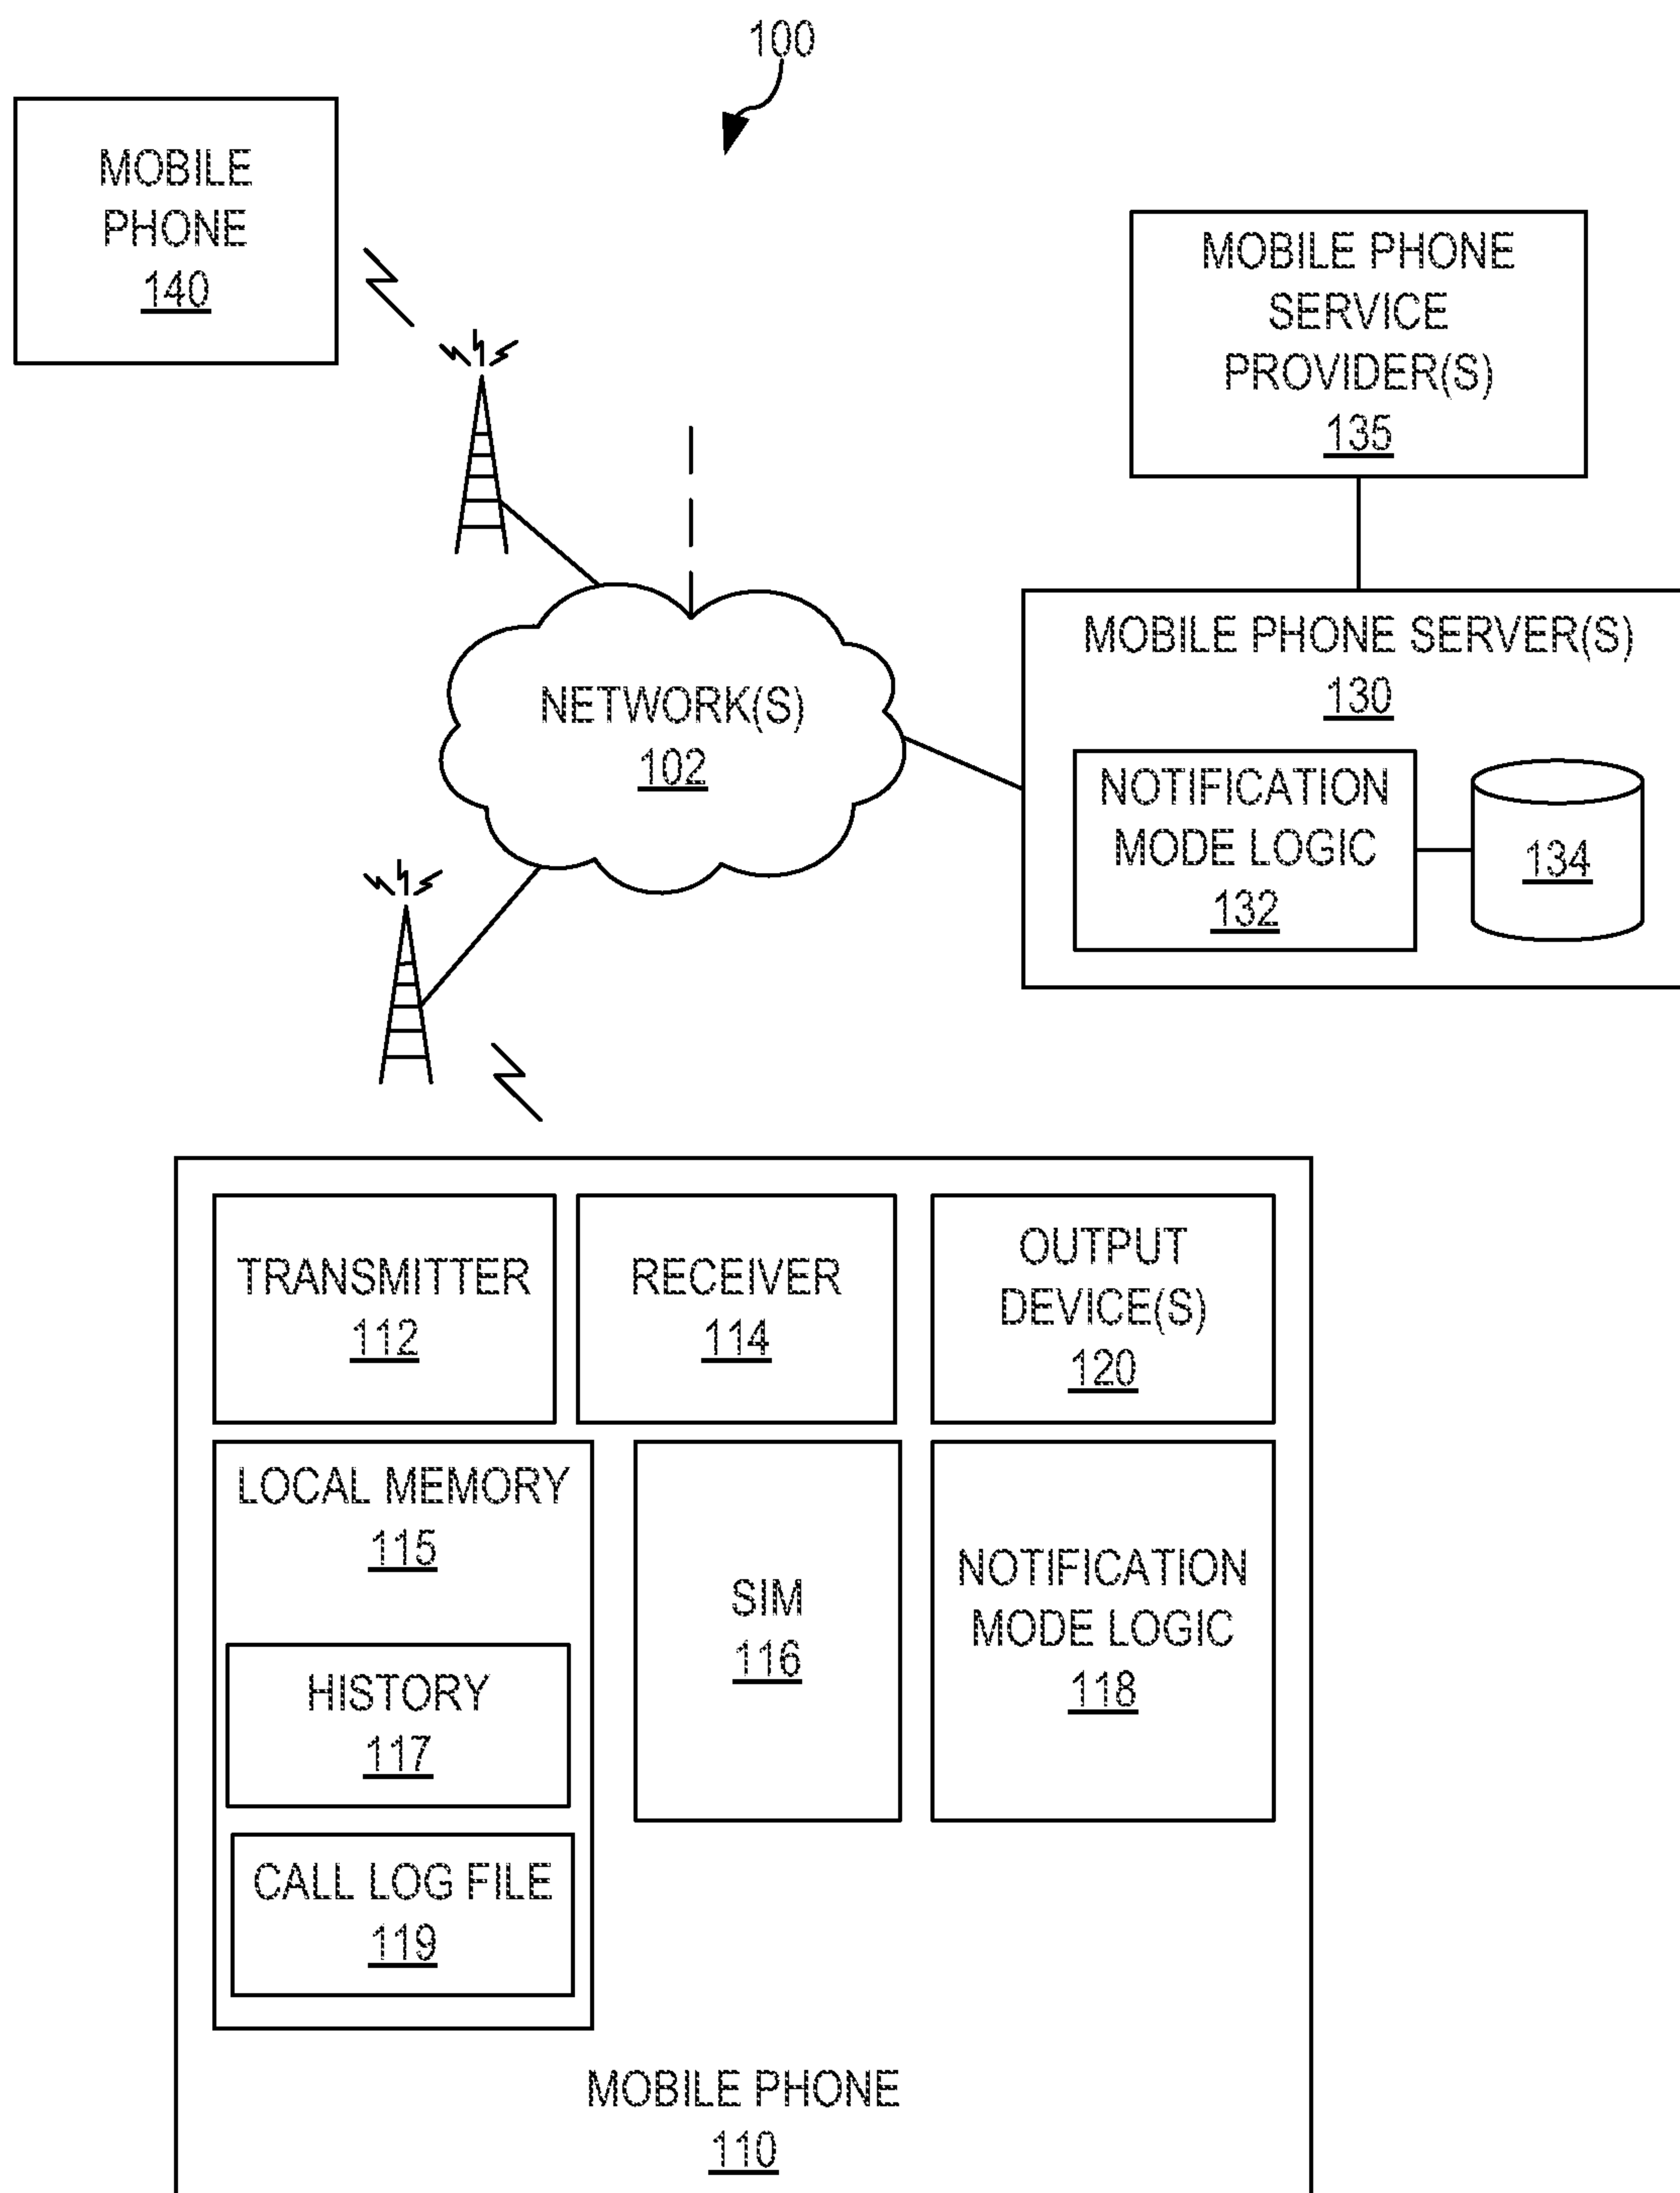 100
MOBILE
PHONE
140
MOBILE PHONE
SERVICE
PROVIDER(S)
135
MOBILE PHONE SERVER(S)
130
NETWORK(S)
102
NOTIFICATION
MODE LOGIC
132
134
TRANSMITTER
112
RECEIVER
114
OUTPUT
DEVICE(S)
120
LOCAL MEMORY
115
HISTORY
117
CALL LOG FILE
119
SIM
116
NOTIFICATION
MODE LOGIC
118
MOBILE PHONE
110